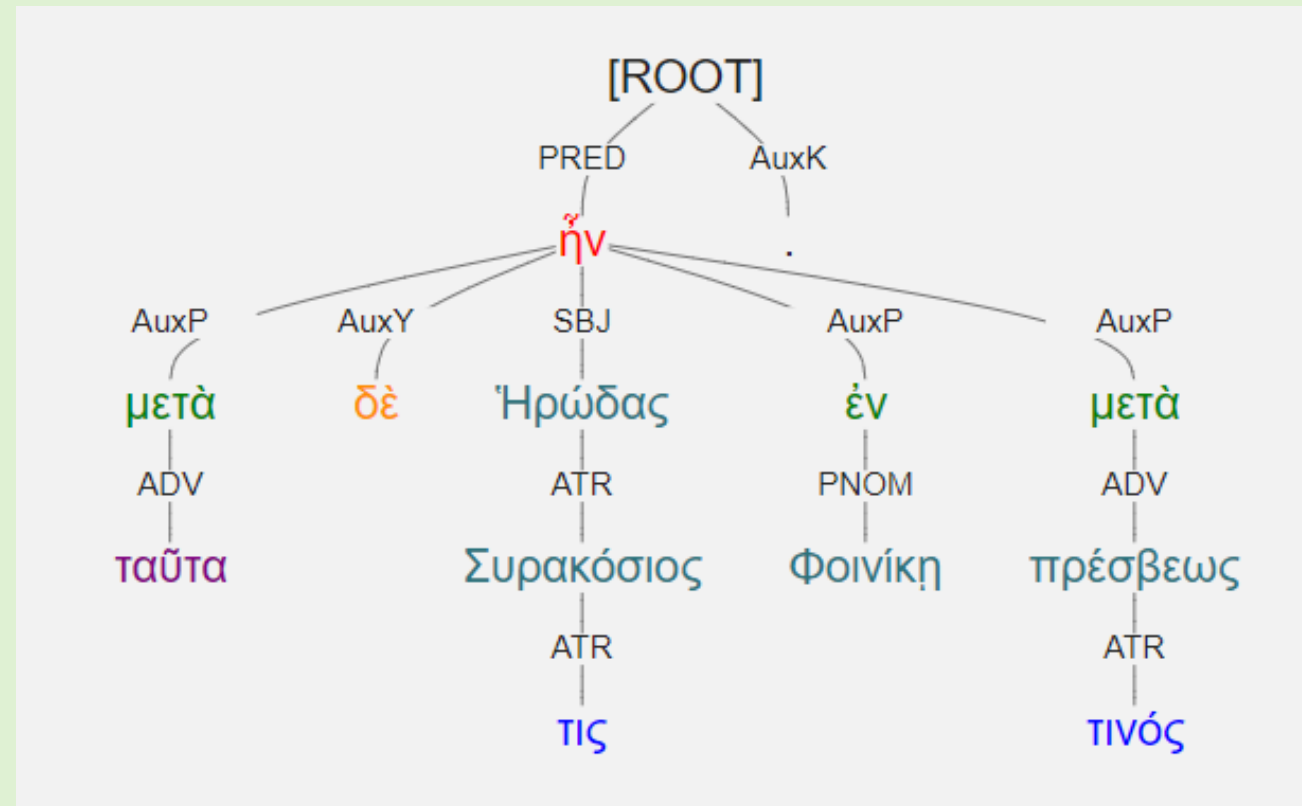 [ROOT]
PRED AuxK
ἦν .
AuxP AuxY SBJ AuxP AuxP
μετὰ δὲ Ἡρώδας ἐν μετὰ
ADV ATR PNOM ADV
ταῦτα Συρακόσιος Φοινίκῃ πρέσβεως
ATR ATR
τις τινός